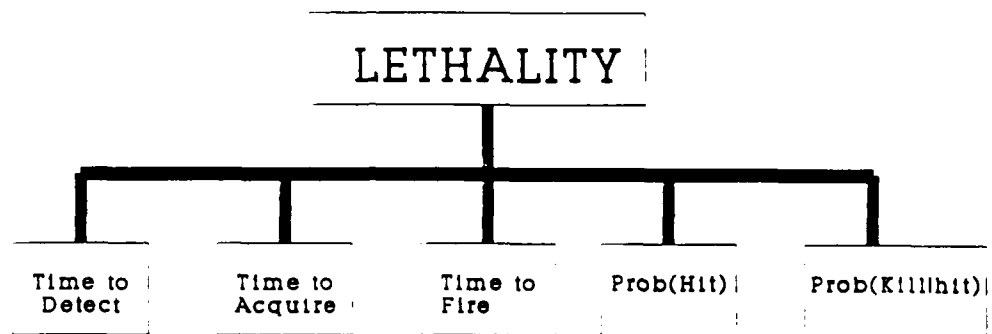 LETHALITY
Time to
Detect
Time to
Acquire
Time to
Fire
Prob(Hit)
Prob(Kill|hit)